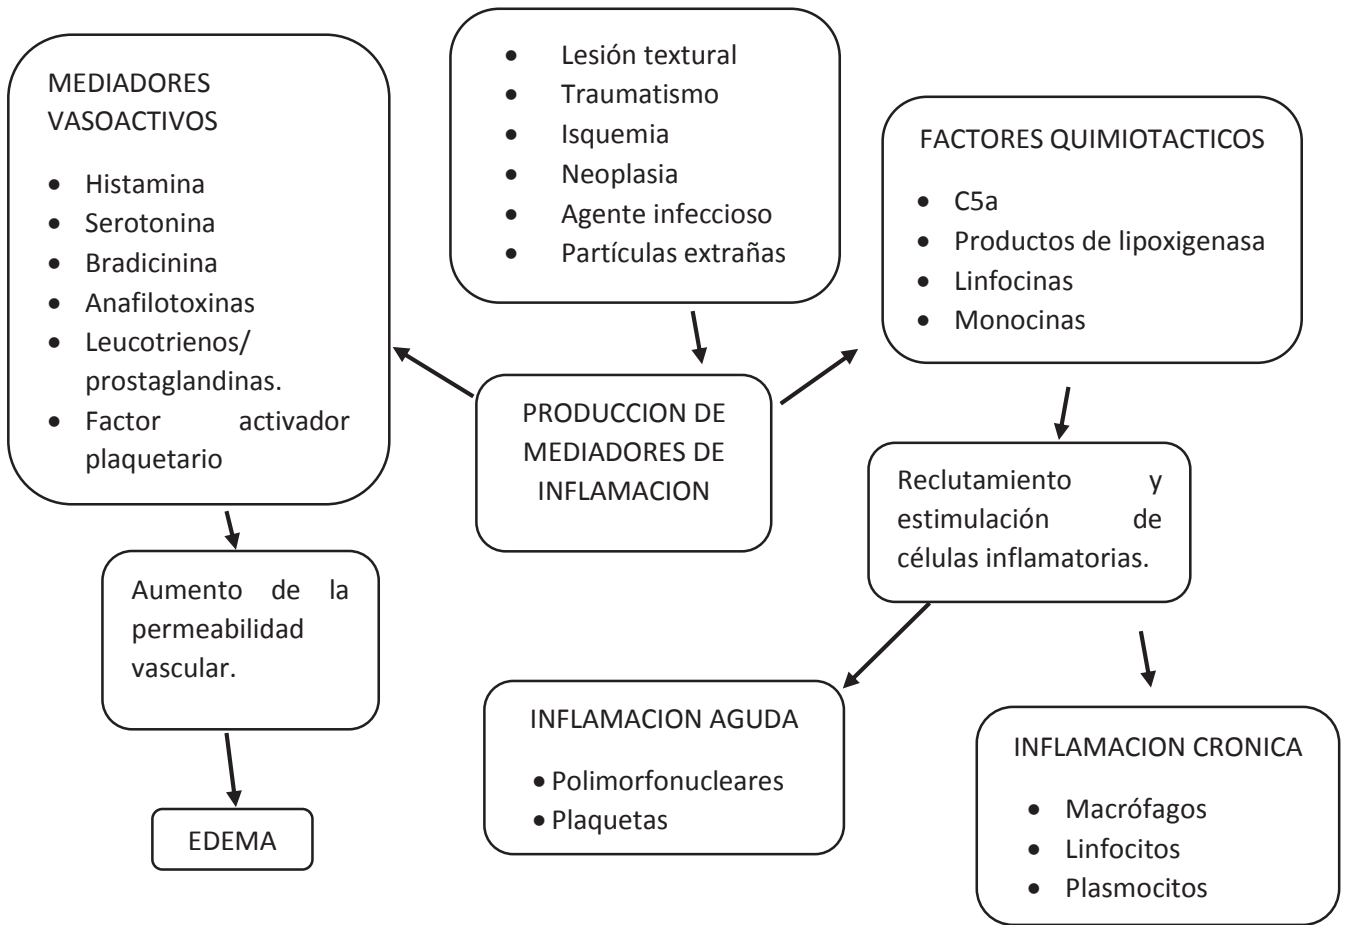 MEDIADORES
VASOACTIVOS
• Histamina
• Serotonina
• Bradicinina
• Anafilotoxinas
• Leucotrienos/
prostaglandinas.
• Factor activador
plaquetario
• Lesión textural
• Traumatismo
• Isquemia
• Neoplasia
• Agente infeccioso
• Partículas extrañas
FACTORES QUIMIOTACTICOS
• C5a
• Productos de lipoxigenasa
• Linfocinas
• Monocinas
PRODUCCION DE
MEDIADORES DE
INFLAMACION
Reclutamiento y
estimulación de
células inflamatorias.
Aumento de la
permeabilidad
vascular.
EDEMA
INFLAMACION AGUDA
• Polimorfonucleares
• Plaquetas
INFLAMACION CRONICA
• Macrófagos
• Linfocitos
• Plasmocitos